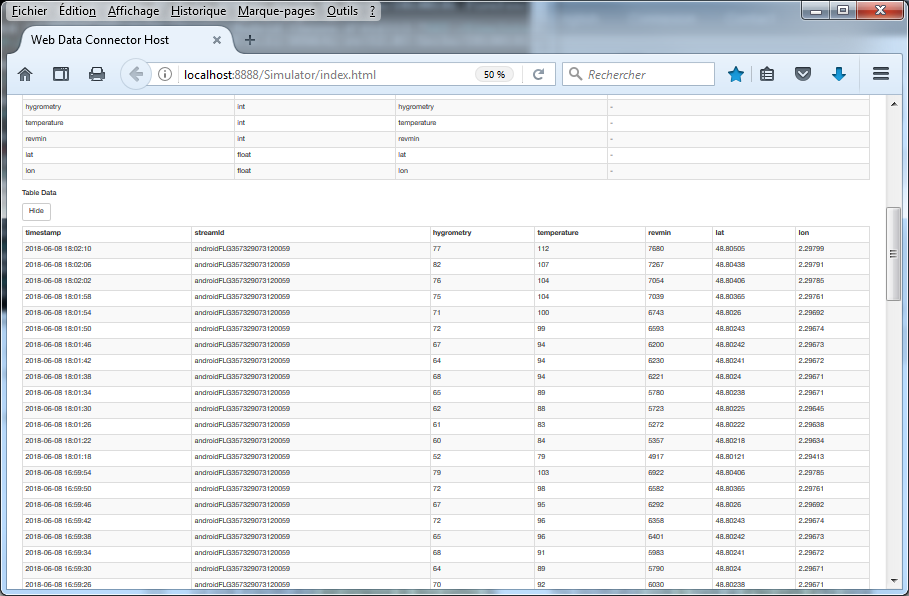 Fichier Édition Affichage Historique Marque-pages Outils ?
Web Data Connector Host
localhost:8888/Simulator/index.html 50 % Rechercher
hygrometry int hygrometry -
temperature int temperature -
revmin int revmin -
lat float lat -
lon float lon -
Table Data
Hide
timestamp streamId hygrometry temperature revmin lat lon
2018-06-08 18:02:10 androidFLG357329073120059 77 112 7680 48.80505 2.29799
2018-06-08 18:02:06 androidFLG357329073120059 82 107 7267 48.80438 2.29791
2018-06-08 18:02:02 androidFLG357329073120059 76 104 7054 48.80406 2.29785
2018-06-08 18:01:58 androidFLG357329073120059 75 104 7039 48.80365 2.29761
2018-06-08 18:01:54 androidFLG357329073120059 71 100 6743 48.8026 2.29692
2018-06-08 18:01:50 androidFLG357329073120059 72 99 6593 48.80243 2.29674
2018-06-08 18:01:46 androidFLG357329073120059 67 94 6200 48.80242 2.29673
2018-06-08 18:01:42 androidFLG357329073120059 64 94 6230 48.80241 2.29672
2018-06-08 18:01:38 androidFLG357329073120059 68 94 6221 48.8024 2.29671
2018-06-08 18:01:34 androidFLG357329073120059 65 89 5780 48.80238 2.29671
2018-06-08 18:01:30 androidFLG357329073120059 62 88 5723 48.80225 2.29645
2018-06-08 18:01:26 androidFLG357329073120059 61 83 5272 48.80222 2.29638
2018-06-08 18:01:22 androidFLG357329073120059 60 84 5357 48.80218 2.29634
2018-06-08 18:01:18 androidFLG357329073120059 52 79 4917 48.80121 2.29413
2018-06-08 16:59:54 androidFLG357329073120059 79 103 6922 48.80406 2.29785
2018-06-08 16:59:50 androidFLG357329073120059 72 98 6582 48.80365 2.29761
2018-06-08 16:59:46 androidFLG357329073120059 67 95 6292 48.8026 2.29692
2018-06-08 16:59:42 androidFLG357329073120059 72 96 6358 48.80243 2.29674
2018-06-08 16:59:38 androidFLG357329073120059 65 96 6401 48.80242 2.29673
2018-06-08 16:59:34 androidFLG357329073120059 68 91 5983 48.80241 2.29672
2018-06-08 16:59:30 androidFLG357329073120059 64 89 5790 48.8024 2.29671
2018-06-08 16:59:26 androidFLG357329073120059 70 92 6030 48.80238 2.29671